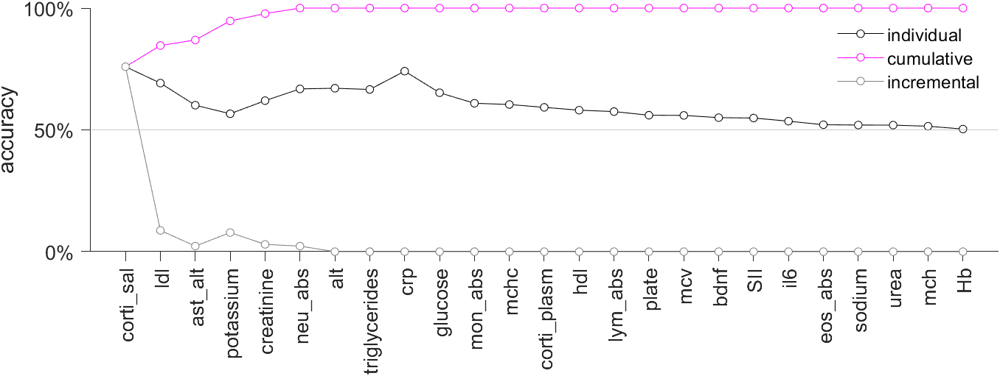 100%
50%
0%
accuracy
individual
cumulative
incremental
corti_sal
ldl
ast_alt
potassium
creatinine
neu_abs
alt
triglycerides
crp
glucose
mon_abs
mchc
corti_plasm
hdl
lym_abs
plate
mcv
bdnf
SII
il6
eos_abs
sodium
urea
mch
Hb